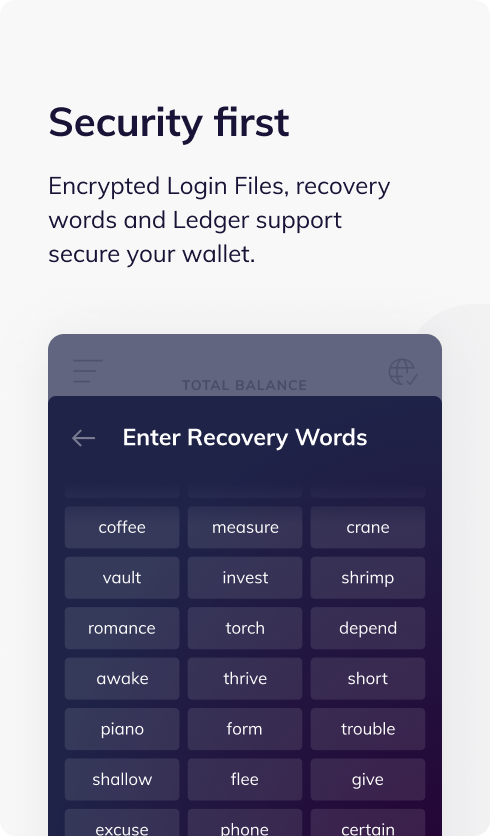 Security first
Encrypted Login Files, recovery
words and Ledger support
secure your wallet.
TOTAL BALANCE
Enter Recovery Words
coffee measure crane
vault invest shrimp
romance torch depend
awake thrive short
piano form trouble
shallow flee give
excuse phone certain